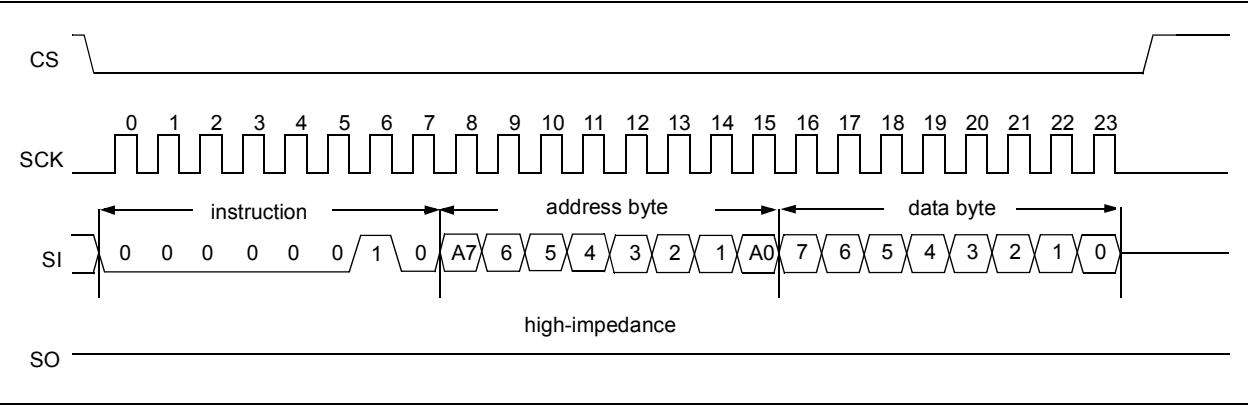 CS
0 1 2 3 4 5 6 7 8 9 10 11 12 13 14 15 16 17 18 19 20 21 22 23
SCK
instruction address byte data byte
SI 0 0 0 0 0 0 1 0 A7 6 5 4 3 2 1 A0 7 6 5 4 3 2 1 0
high-impedance
SO